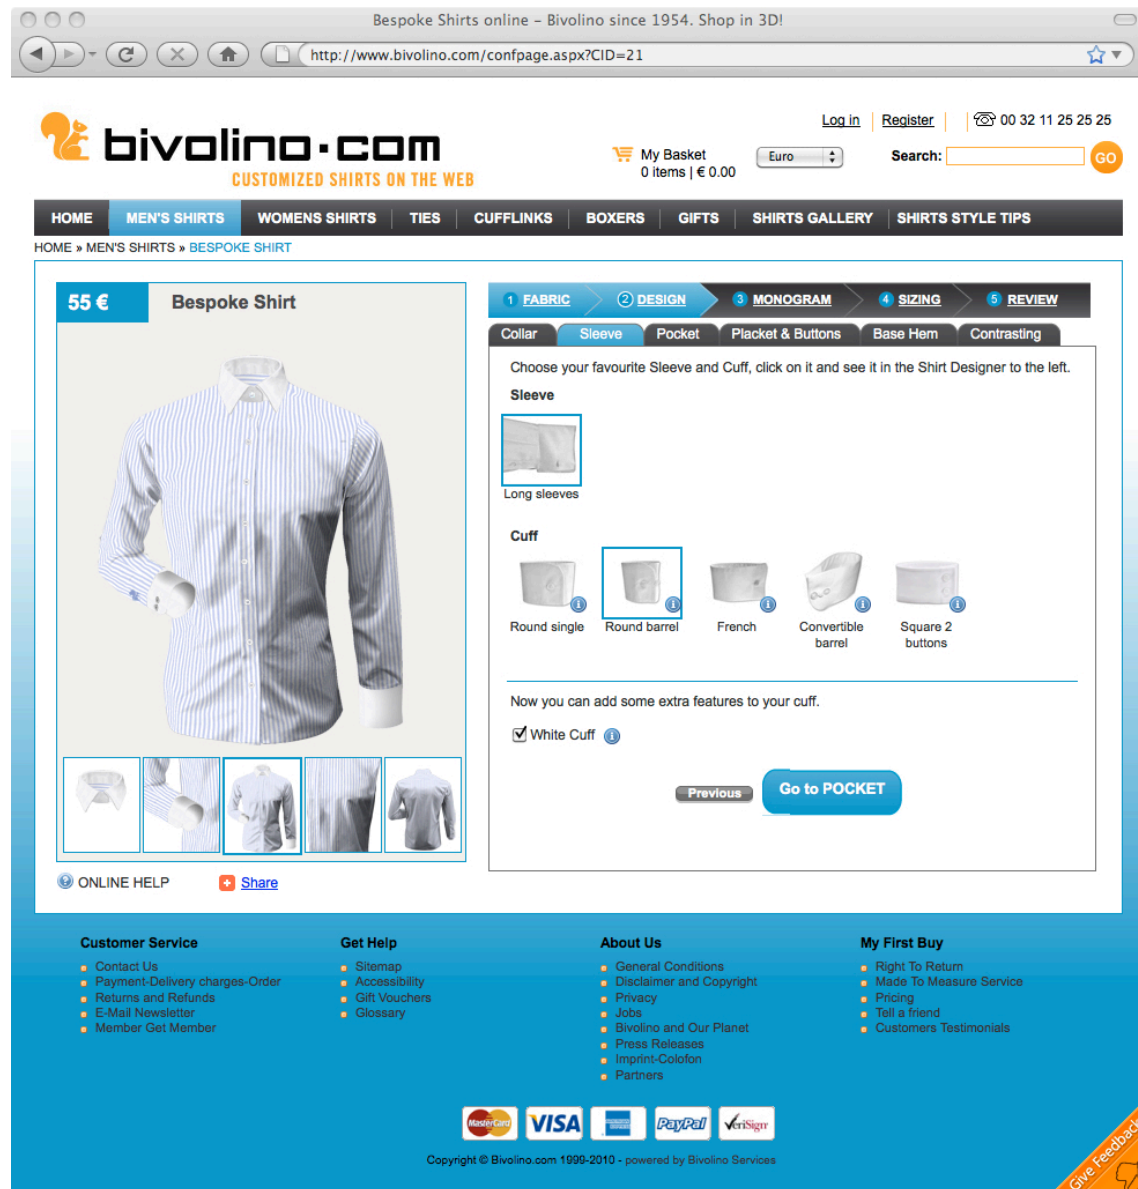 Bespoke Shirts online – Bivolino since 1954. Shop in 3D!
http://www.bivolino.com/confpage.aspx?CID=21
Log in Register 00 32 11 25 25 25
bivolino.com
CUSTOMIZED SHIRTS ON THE WEB
My Basket
0 items | € 0.00
Euro
Search:
GO
HOME MEN'S SHIRTS WOMENS SHIRTS TIES CUFFLINKS BOXERS GIFTS SHIRTS GALLERY SHIRTS STYLE TIPS
HOME » MEN'S SHIRTS » BESPOKE SHIRT
55 € Bespoke Shirt
1 FABRIC 2 DESIGN 3 MONOGRAM 4 SIZING 5 REVIEW
Collar Sleeve Pocket Placket & Buttons Base Hem Contrasting
Choose your favourite Sleeve and Cuff, click on it and see it in the Shirt Designer to the left.
Sleeve
Long sleeves
Cuff
Round single Round barrel French Convertible barrel Square 2 buttons
Now you can add some extra features to your cuff.
White Cuff
Previous Go to POCKET
ONLINE HELP Share
Customer Service
Contact Us
Payment-Delivery charges-Order
Returns and Refunds
E-Mail Newsletter
Member Get Member
Get Help
Sitemap
Accessibility
Gift Vouchers
Glossary
About Us
General Conditions
Disclaimer and Copyright
Privacy
Jobs
Bivolino and Our Planet
Press Releases
Imprint-Colofon
Partners
My First Buy
Right To Return
Made To Measure Service
Pricing
Tell a friend
Customers Testimonials
MasterCard VISA PayPal VeriSign
Copyright © Bivolino.com 1999-2010 - powered by Bivolino Services
Give Feedback